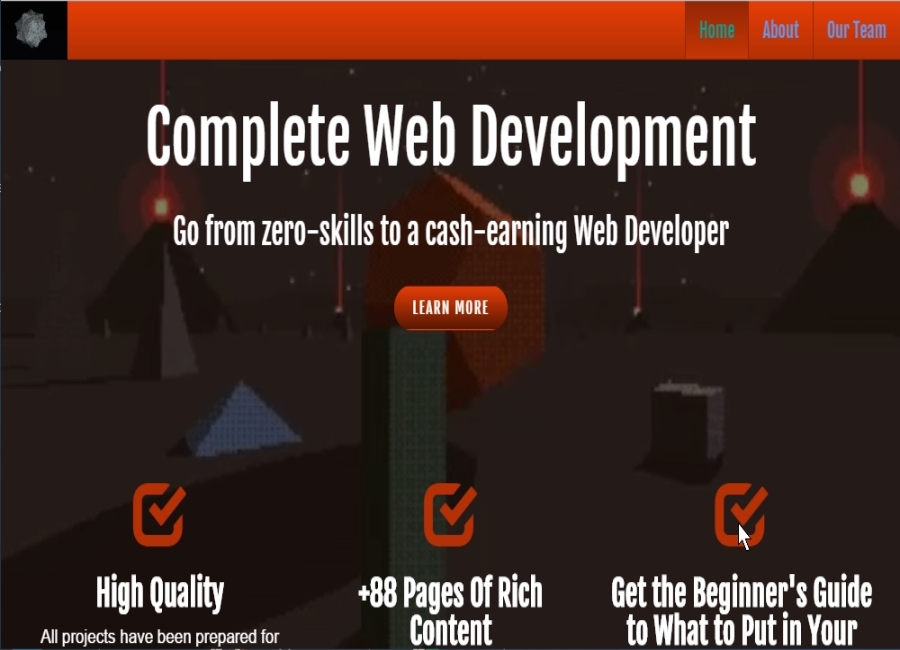 Home About Our Team
Complete Web Development
Go from zero-skills to a cash-earning Web Developer
LEARN MORE
High Quality
All projects have been prepared for
+88 Pages Of Rich
Content
Get the Beginner's Guide
to What to Put in Your